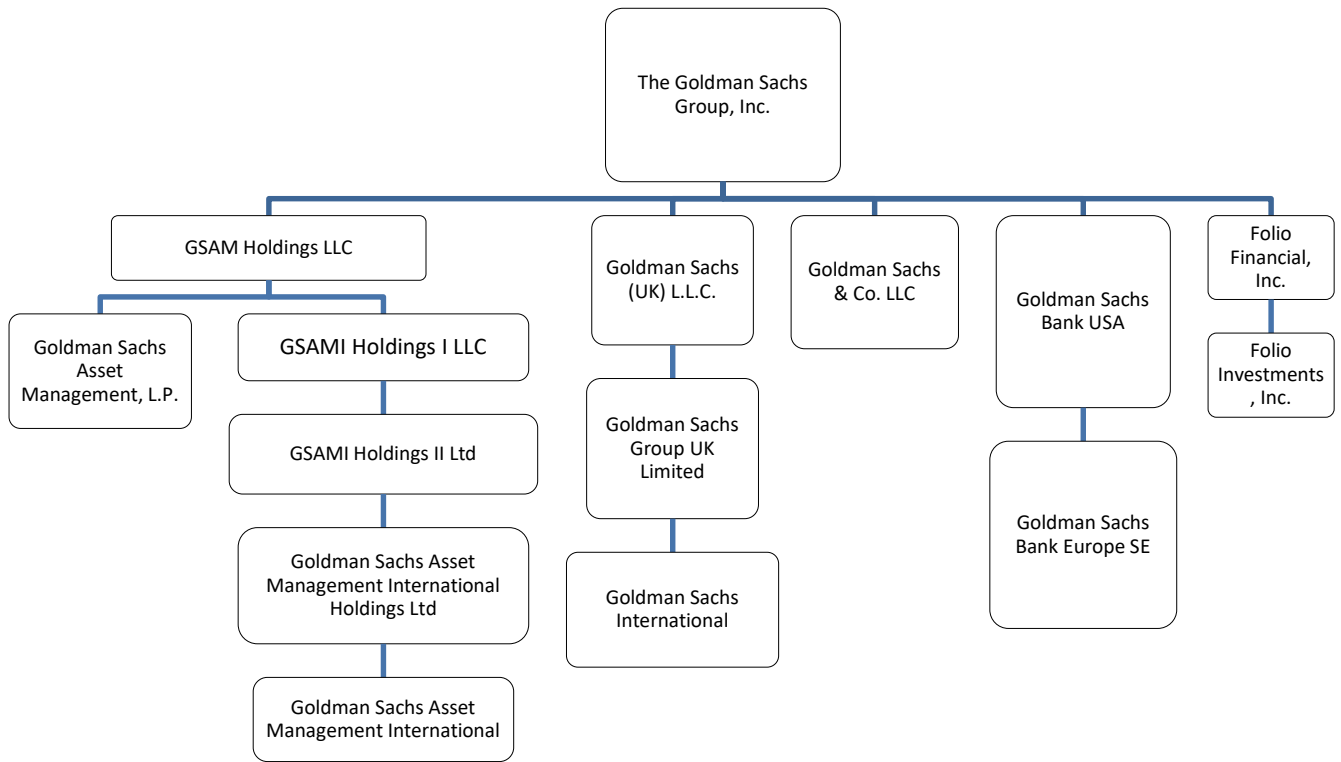 The Goldman Sachs
Group, Inc.
GSAM Holdings LLC
Goldman Sachs
Asset
Management, L.P.
GSAMI Holdings I LLC
GSAMI Holdings II Ltd
Goldman Sachs Asset
Management International
Holdings Ltd
Goldman Sachs Asset
Management International
Goldman Sachs
(UK) L.L.C.
Goldman Sachs
Group UK
Limited
Goldman Sachs
International
Goldman Sachs
& Co. LLC
Goldman Sachs
Bank USA
Goldman Sachs
Bank Europe SE
Folio
Financial,
Inc.
Folio
Investments
, Inc.